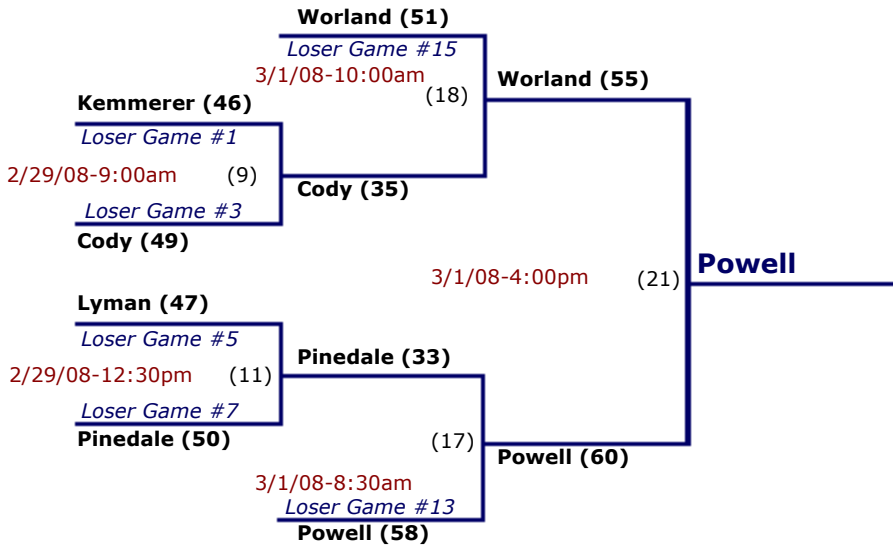 Worland (51)
Loser Game #15
3/1/08-10:00am
(18)
Worland (55)
Kemmerer (46)
Loser Game #1
2/29/08-9:00am
(9)
Cody (35)
Loser Game #3
Cody (49)
3/1/08-4:00pm
(21)
Powell
Lyman (47)
Loser Game #5
2/29/08-12:30pm
(11)
Pinedale (33)
Loser Game #7
Pinedale (50)
(17)
Powell (60)
3/1/08-8:30am
Loser Game #13
Powell (58)